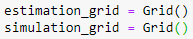 estimation_grid = Grid()
simulation_grid = Grid()